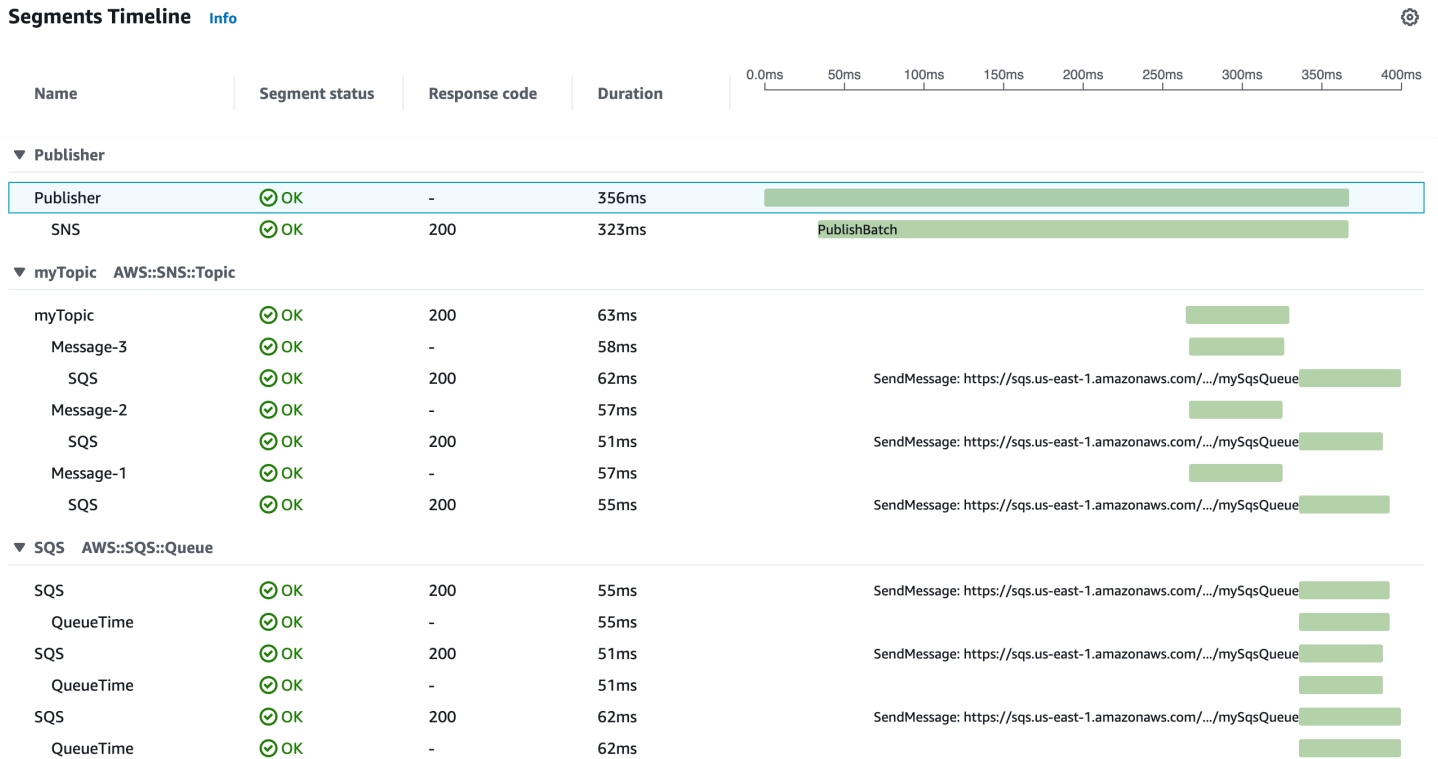 Segments Timeline Info
0.0ms 50ms 100ms 150ms 200ms 250ms 300ms 350ms 400ms
Name Segment status Response code Duration
Publisher
Publisher OK - 356ms
SNS OK 200 323ms PublishBatch
myTopic AWS::SNS::Topic
myTopic OK 200 63ms
Message-3 OK - 58ms
SQS OK 200 62ms SendMessage: https://sqs.us-east-1.amazonaws.com/.../mySqsQueue
Message-2 OK - 57ms
SQS OK 200 51ms SendMessage: https://sqs.us-east-1.amazonaws.com/.../mySqsQueue
Message-1 OK - 57ms
SQS OK 200 55ms SendMessage: https://sqs.us-east-1.amazonaws.com/.../mySqsQueue
SQS AWS::SQS::Queue
SQS OK 200 55ms SendMessage: https://sqs.us-east-1.amazonaws.com/.../mySqsQueue
QueueTime OK - 55ms
SQS OK 200 51ms SendMessage: https://sqs.us-east-1.amazonaws.com/.../mySqsQueue
QueueTime OK - 51ms
SQS OK 200 62ms SendMessage: https://sqs.us-east-1.amazonaws.com/.../mySqsQueue
QueueTime OK - 62ms